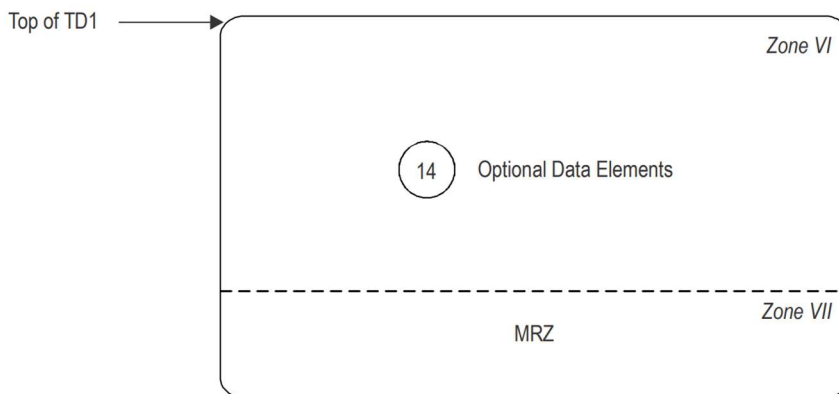 Top of TD1
Zone VI
14 Optional Data Elements
Zone VII
MRZ